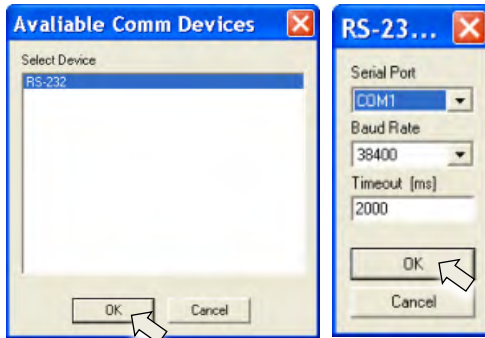 Avaliable Comm Devices
Select Device
RS-232
OK
Cancel
RS-23...
Serial Port
COM1
Baud Rate
38400
Timeout [ms]
2000
OK
Cancel